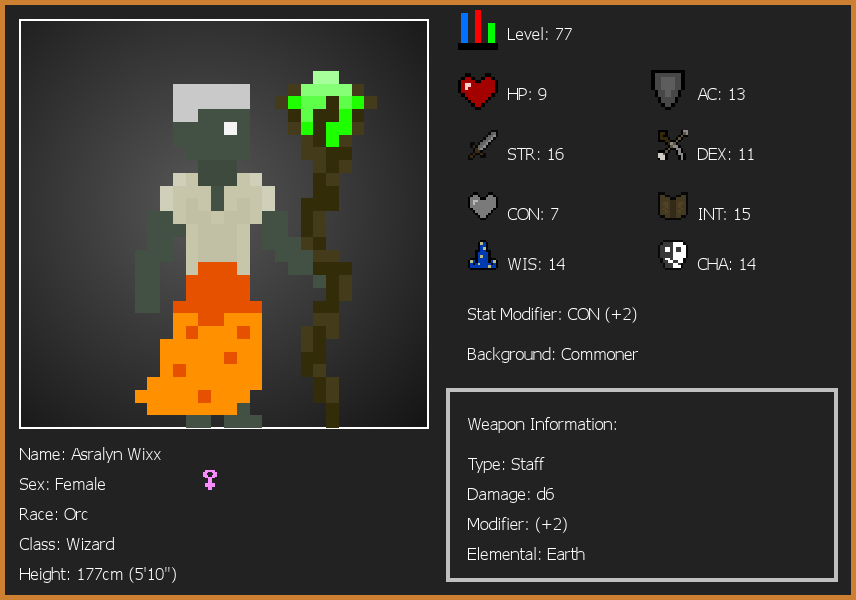 Level: 77
HP: 9
AC: 13
STR: 16
DEX: 11
CON: 7
INT: 15
WIS: 14
CHA: 14
Stat Modifier: CON (+2)
Background: Commoner
Weapon Information:
Type: Staff
Damage: d6
Modifier: (+2)
Elemental: Earth
Name: Asralyn Wixx
Sex: Female
Race: Orc
Class: Wizard
Height: 177cm (5'10")